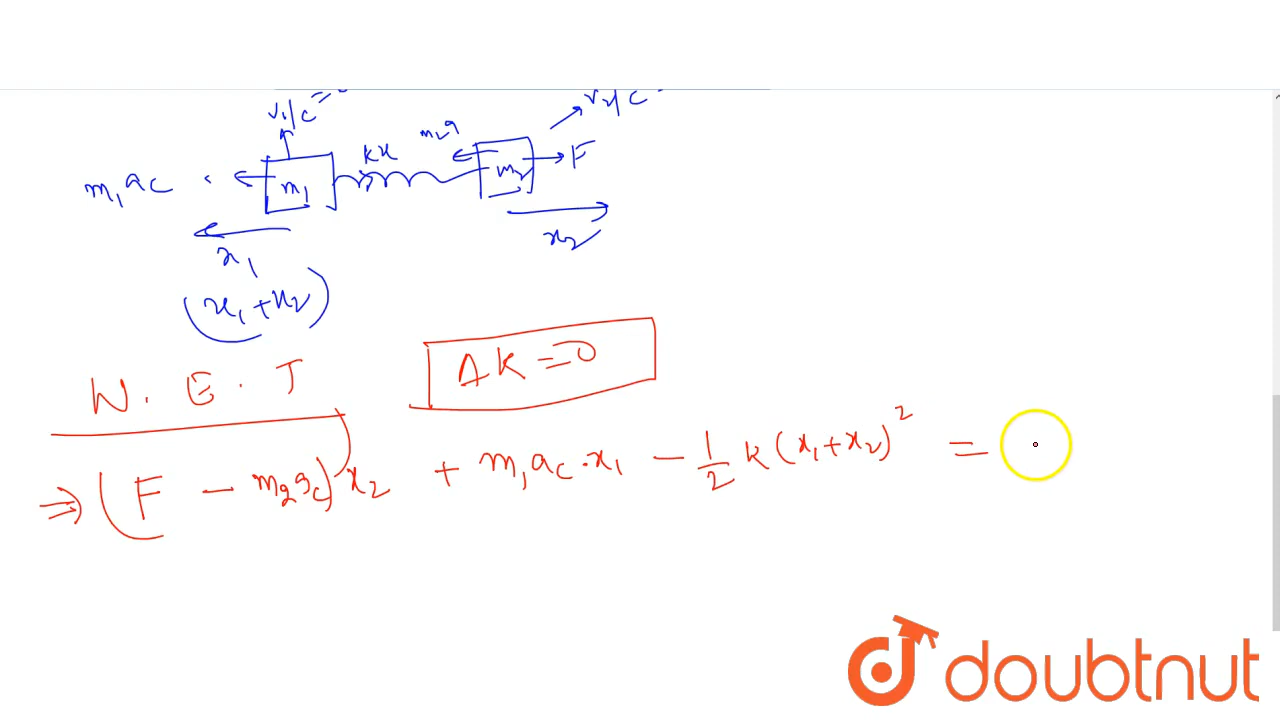 v₁/c = 0
v₂/c =
m₁a_c
m₁
kx
m₂a
m₂
F
x₁
x₂
(x₁ + x₂)
W. E. T
ΔK = 0
⇒ (F - m₂a_c) x₂ + m₁a_c · x₁ - 1/2 k (x₁ + x₂)² =
doubtnut